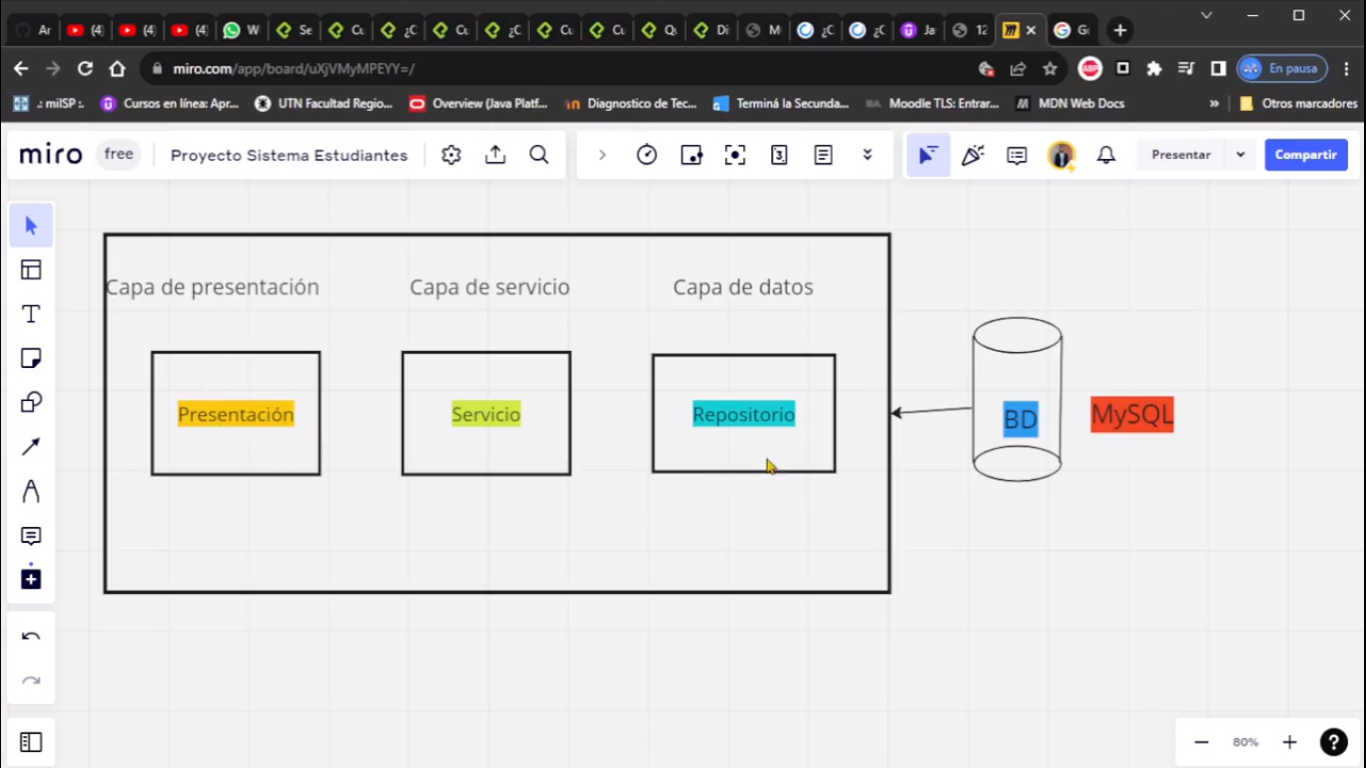 Ar
(4)
(4)
(4)
W
Se
Cu
¿C
Cu
¿C
Cu
Cu
Qu
Di
M
¿C
¿C
Ja
12
G
miro.com/app/board/uXjVMyMPEYY=/
En pausa
.: miISP :.
Cursos en línea: Apr...
UTN Facultad Regio...
Overview (Java Platf...
Diagnostico de Tec...
Terminá la Secunda...
Moodle TLS: Entrar...
MDN Web Docs
»
Otros marcadores
miro
free
Proyecto Sistema Estudiantes
Presentar
Compartir
Capa de presentación
Capa de servicio
Capa de datos
Presentación
Servicio
Repositorio
BD
MySQL
80%